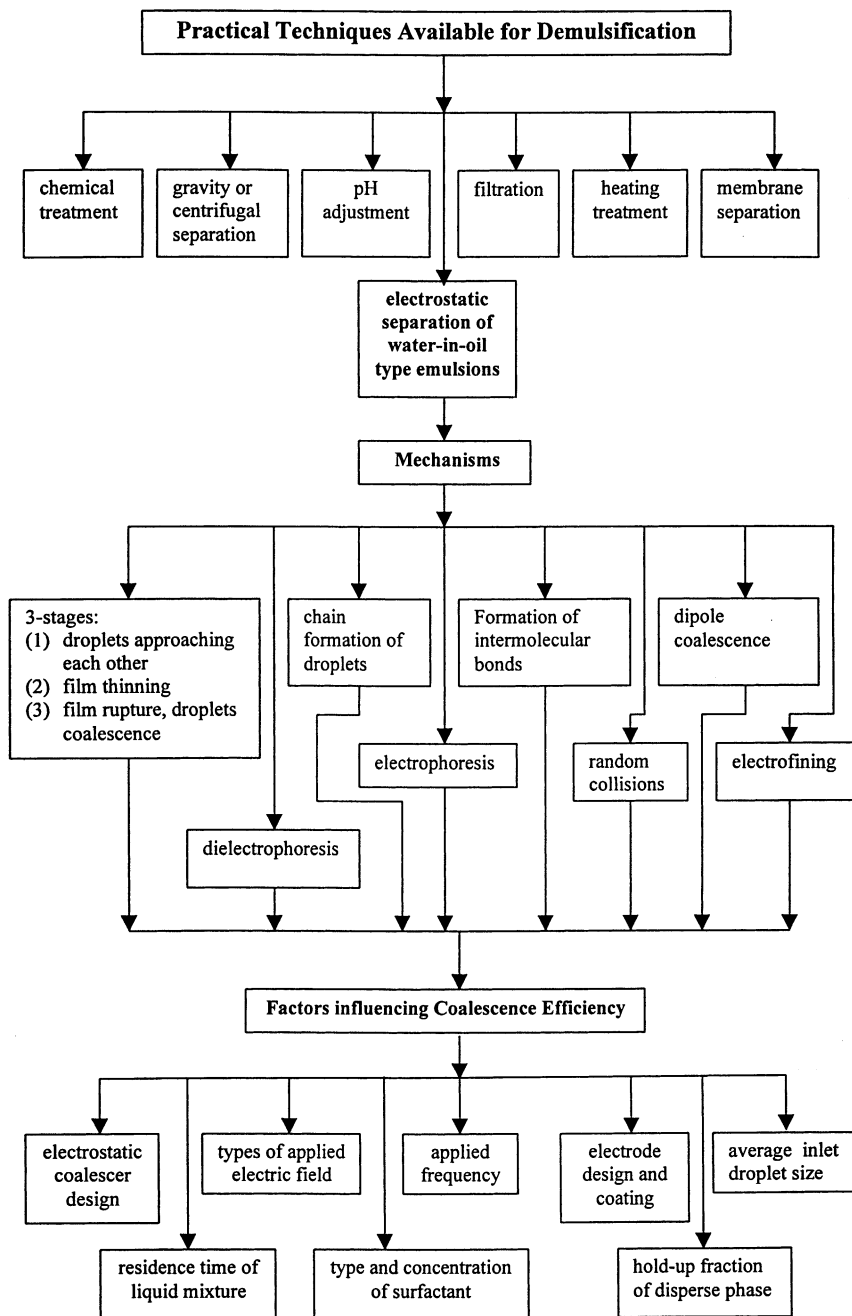 Practical Techniques Available for Demulsification
chemical
treatment
gravity or
centrifugal
separation
pH
adjustment
filtration
heating
treatment
membrane
separation
electrostatic
separation of
water-in-oil
type emulsions
Mechanisms
3-stages:
(1) droplets approaching
each other
(2) film thinning
(3) film rupture, droplets
coalescence
chain
formation of
droplets
Formation of
intermolecular
bonds
dipole
coalescence
electrophoresis
random
collisions
electrofining
dielectrophoresis
Factors influencing Coalescence Efficiency
electrostatic
coalescer
design
types of applied
electric field
applied
frequency
electrode
design and
coating
average inlet
droplet size
residence time of
liquid mixture
type and concentration
of surfactant
hold-up fraction
of disperse phase